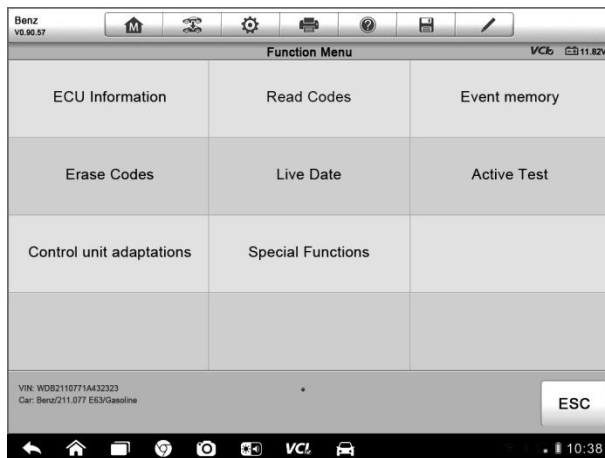 Benz
V0.90.57
M
Function Menu
VCI
11.82V
ECU Information
Read Codes
Event memory
Erase Codes
Live Date
Active Test
Control unit adaptations
Special Functions
VIN: WDB2110771A432323
Car: Benz/211.077 E63/Gasoline
ESC
VCI
10:38